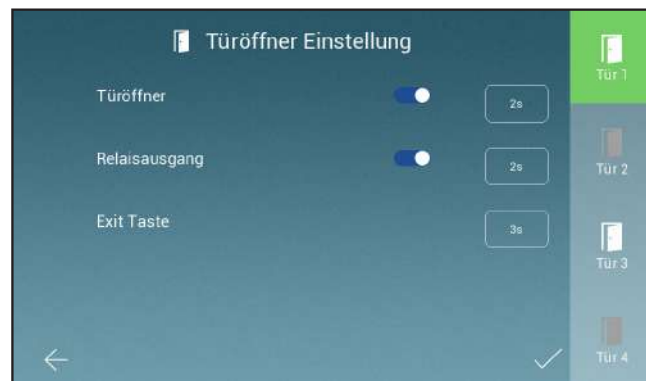 Türöffner Einstellung
Türöffner
2s
Relaisausgang
2s
Exit Taste
3s
Tür 1
Tür 2
Tür 3
Tür 4